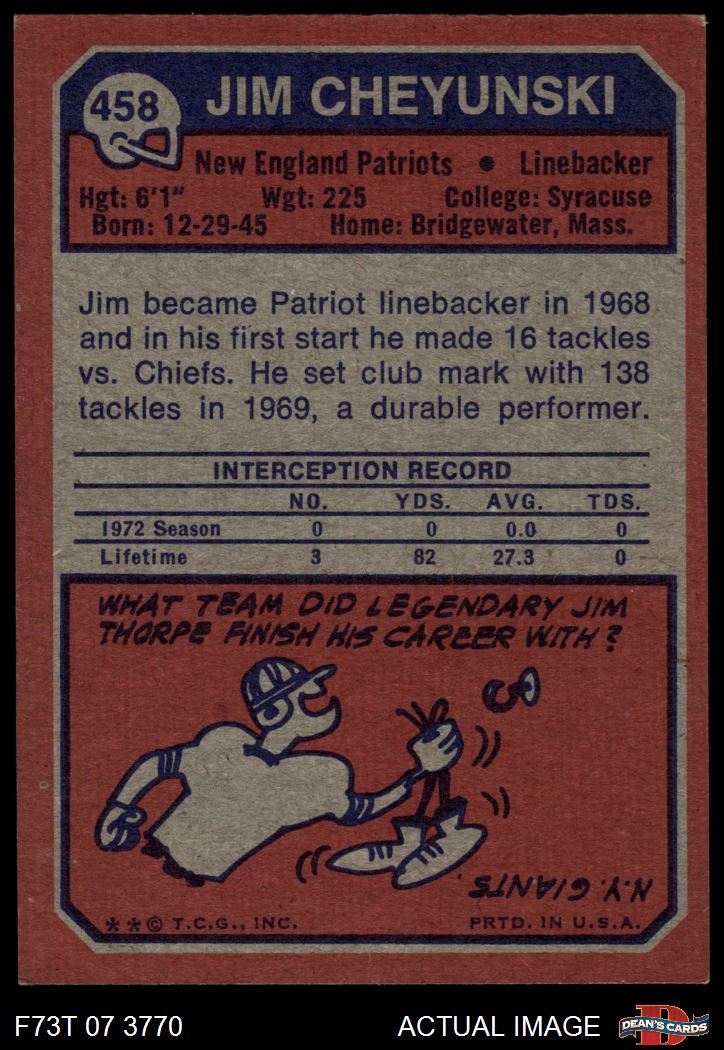 458
JIM CHEYUNSKI
New England Patriots • Linebacker
Hgt: 6'1" Wgt: 225 College: Syracuse
Born: 12-29-45 Home: Bridgewater, Mass.
Jim became Patriot linebacker in 1968
and in his first start he made 16 tackles
vs. Chiefs. He set club mark with 138
tackles in 1969, a durable performer.
INTERCEPTION RECORD
NO. YDS. AVG. TDS.
1972 Season 0 0 0.0 0
Lifetime 3 82 27.3 0
WHAT TEAM DID LEGENDARY JIM
THORPE FINISH HIS CAREER WITH?
N.Y. GIANTS.
**© T.C.G., INC. PRTD. IN U.S.A.
F73T 07 3770 ACTUAL IMAGE
D
DEAN'S CARDS